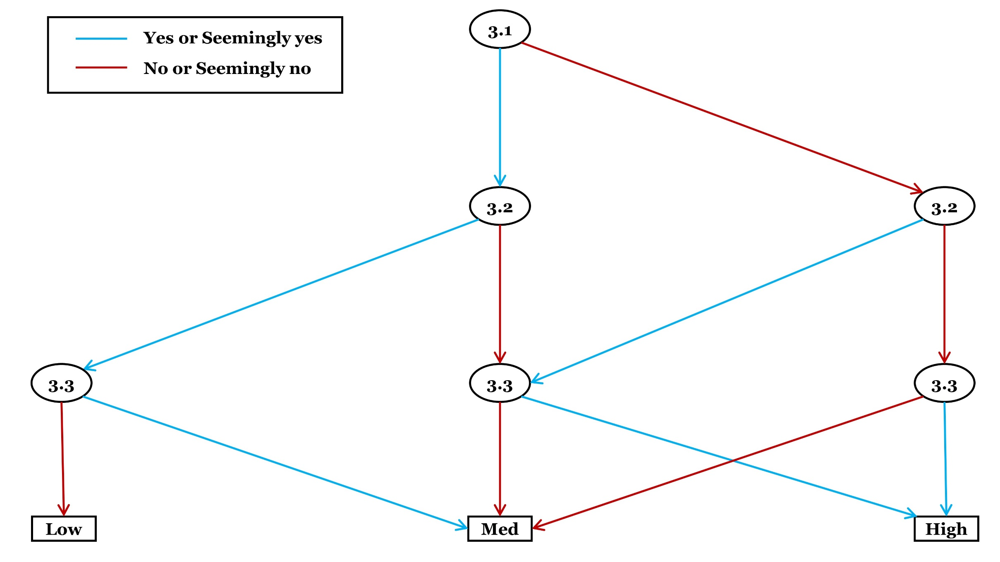 Yes or Seemingly yes
No or Seemingly no
3.1
3.2
3.2
3.3
3.3
3.3
Low
Med
High